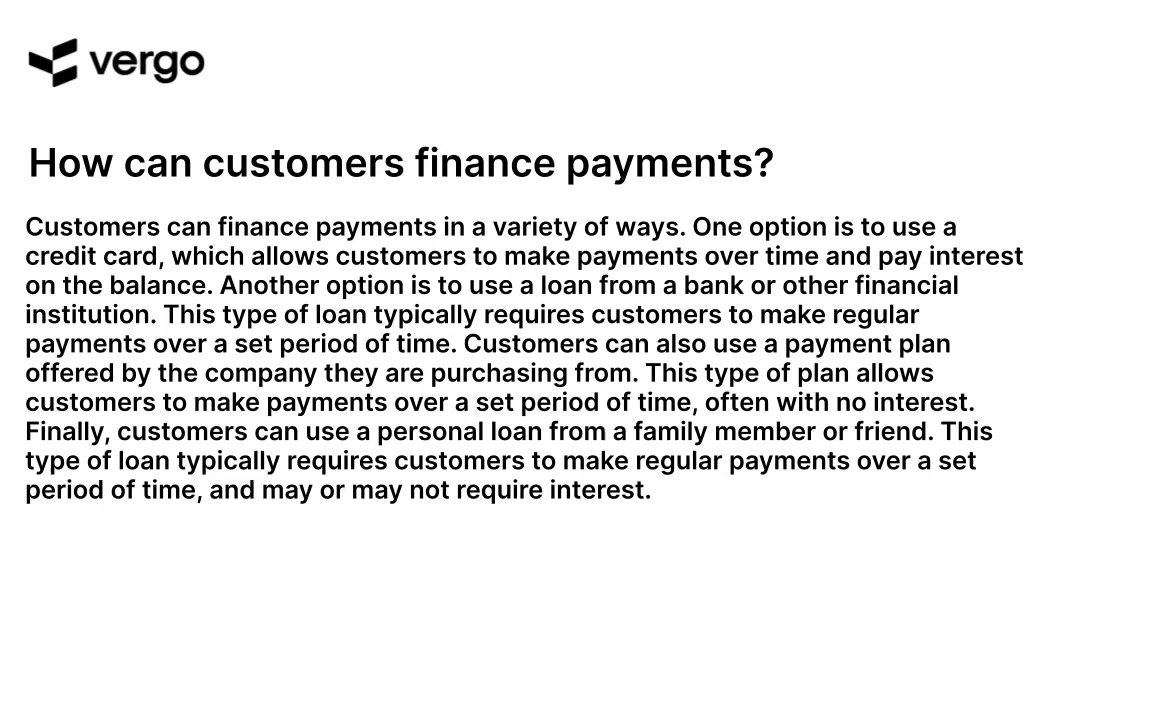 vergo
How can customers finance payments?
Customers can finance payments in a variety of ways. One option is to use a
credit card, which allows customers to make payments over time and pay interest
on the balance. Another option is to use a loan from a bank or other financial
institution. This type of loan typically requires customers to make regular
payments over a set period of time. Customers can also use a payment plan
offered by the company they are purchasing from. This type of plan allows
customers to make payments over a set period of time, often with no interest.
Finally, customers can use a personal loan from a family member or friend. This
type of loan typically requires customers to make regular payments over a set
period of time, and may or may not require interest.